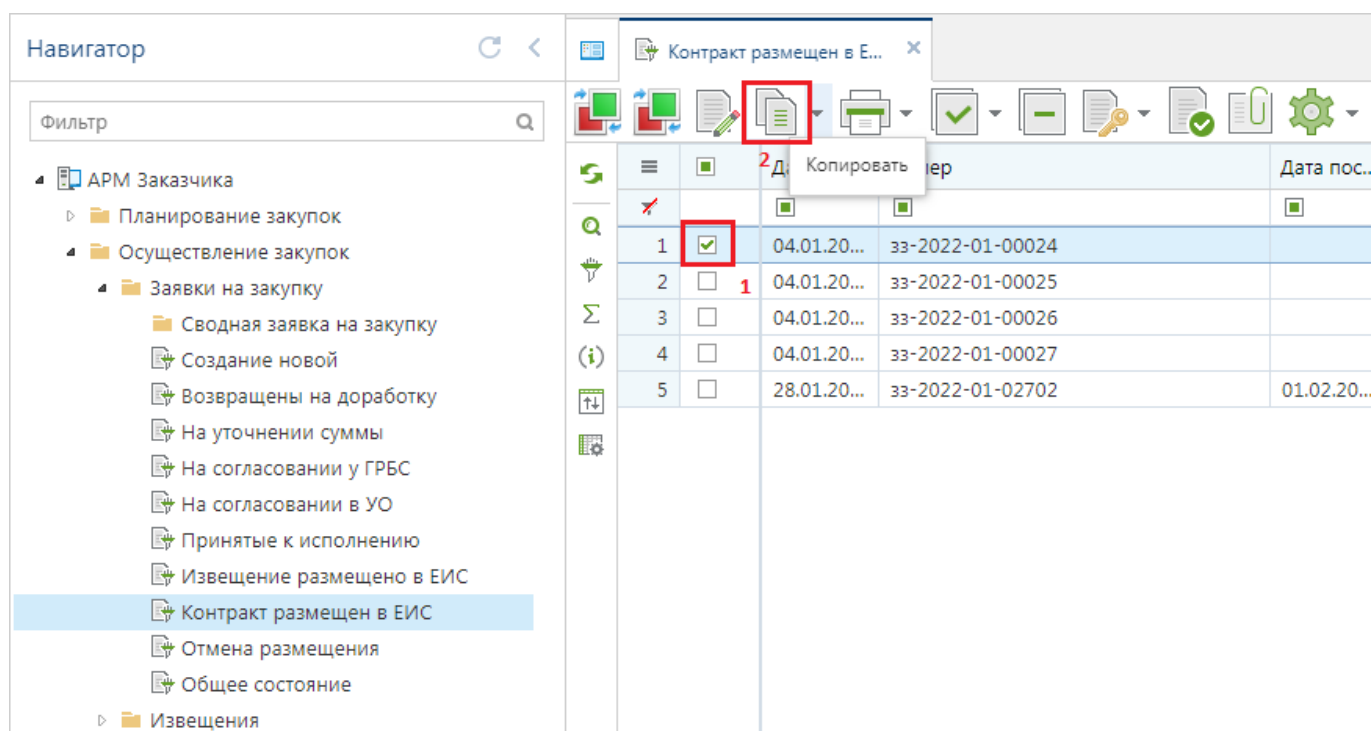 Навигатор
Контракт размещен в Е...
Фильтр
2
Копировать
Да
ер
Дата пос...
АРМ Заказчика
Планирование закупок
Осуществление закупок
Заявки на закупку
Сводная заявка на закупку
Создание новой
Возвращены на доработку
На уточнении суммы
На согласовании у ГРБС
На согласовании в УО
Принятые к исполнению
Извещение размещено в ЕИС
Контракт размещен в ЕИС
Отмена размещения
Общее состояние
Извещения
1 04.01.20... зз-2022-01-00024
2 1 04.01.20... зз-2022-01-00025
3 04.01.20... зз-2022-01-00026
4 04.01.20... зз-2022-01-00027
5 28.01.20... зз-2022-01-02702 01.02.20...